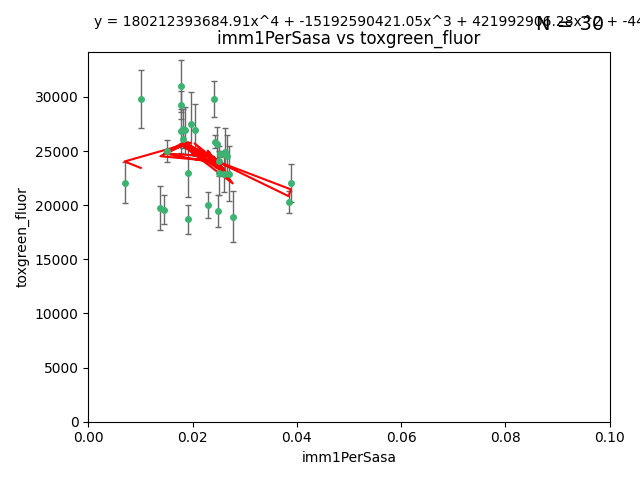 y = 180212393684.91x^4 + -15192590421.05x^3 + 421992906.28x^2 + -44
N = 30
imm1PerSasa vs toxgreen_fluor
30000
25000
20000
15000
10000
5000
0
toxgreen_fluor
0.00 0.02 0.04 0.06 0.08 0.10
imm1PerSasa